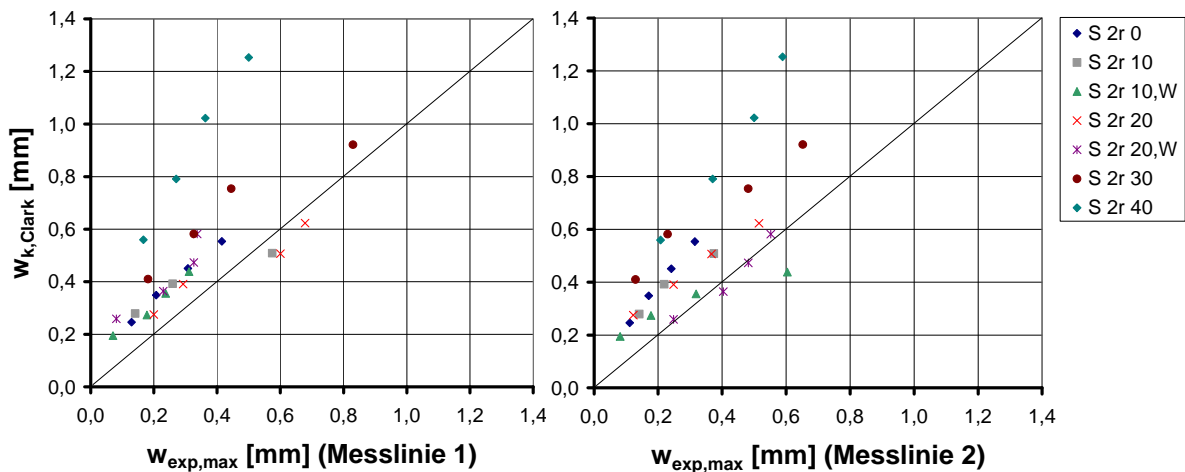 w_k,Clark [mm]
1,4
1,2
1,0
0,8
0,6
0,4
0,2
0,0
0,0 0,2 0,4 0,6 0,8 1,0 1,2 1,4
w_exp,max [mm] (Messlinie 1)
1,4
1,2
1,0
0,8
0,6
0,4
0,2
0,0
0,0 0,2 0,4 0,6 0,8 1,0 1,2 1,4
w_exp,max [mm] (Messlinie 2)
S 2r 0
S 2r 10
S 2r 10,W
S 2r 20
S 2r 20,W
S 2r 30
S 2r 40